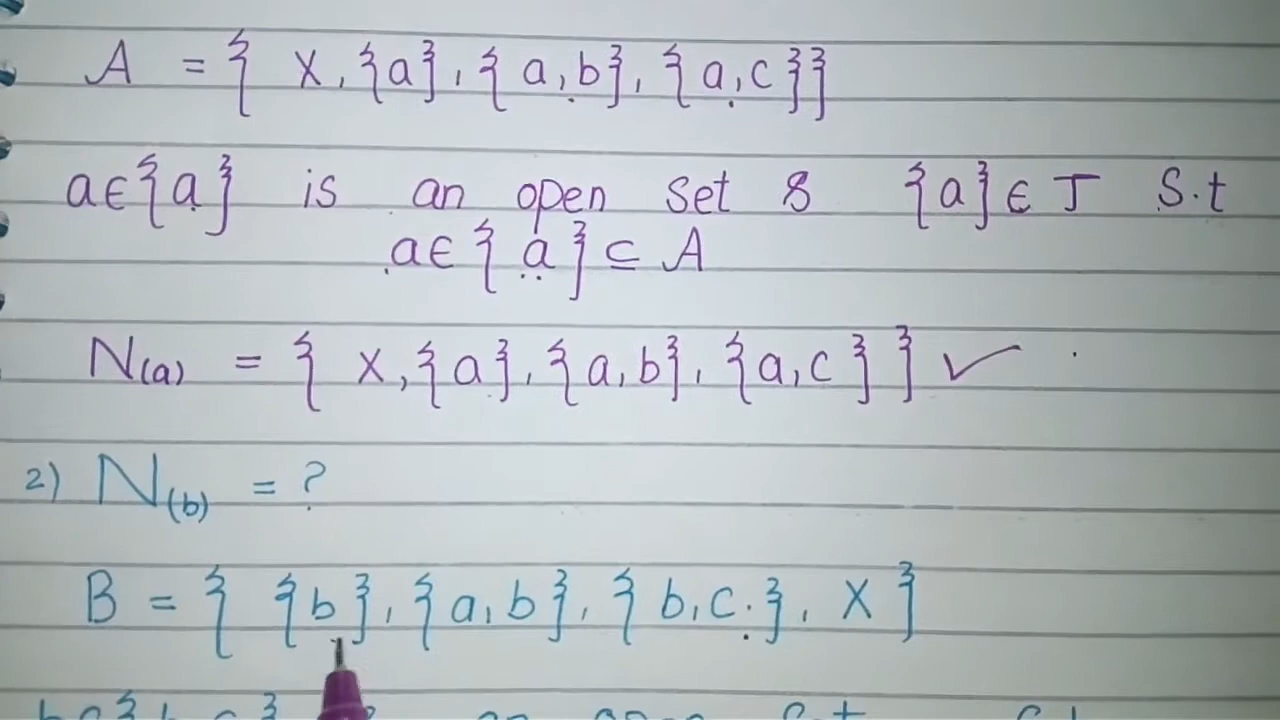 A = { X, {a}, {a,b}, {a,c}}
a∈{a} is an open set & {a}∈ T S.t
a∈{a}⊆ A
N(a) = { X, {a}, {a,b}, {a,c} } ✓
2) N(b) = ?
B = { {b}, {a,b}, {b,c.}, X }